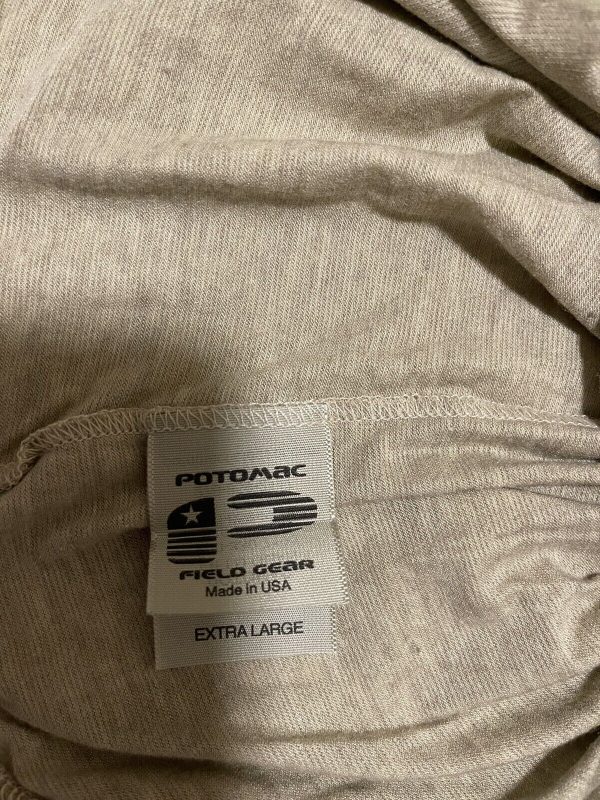 POTOMAC
FIELD GEAR
Made in USA
EXTRA LARGE